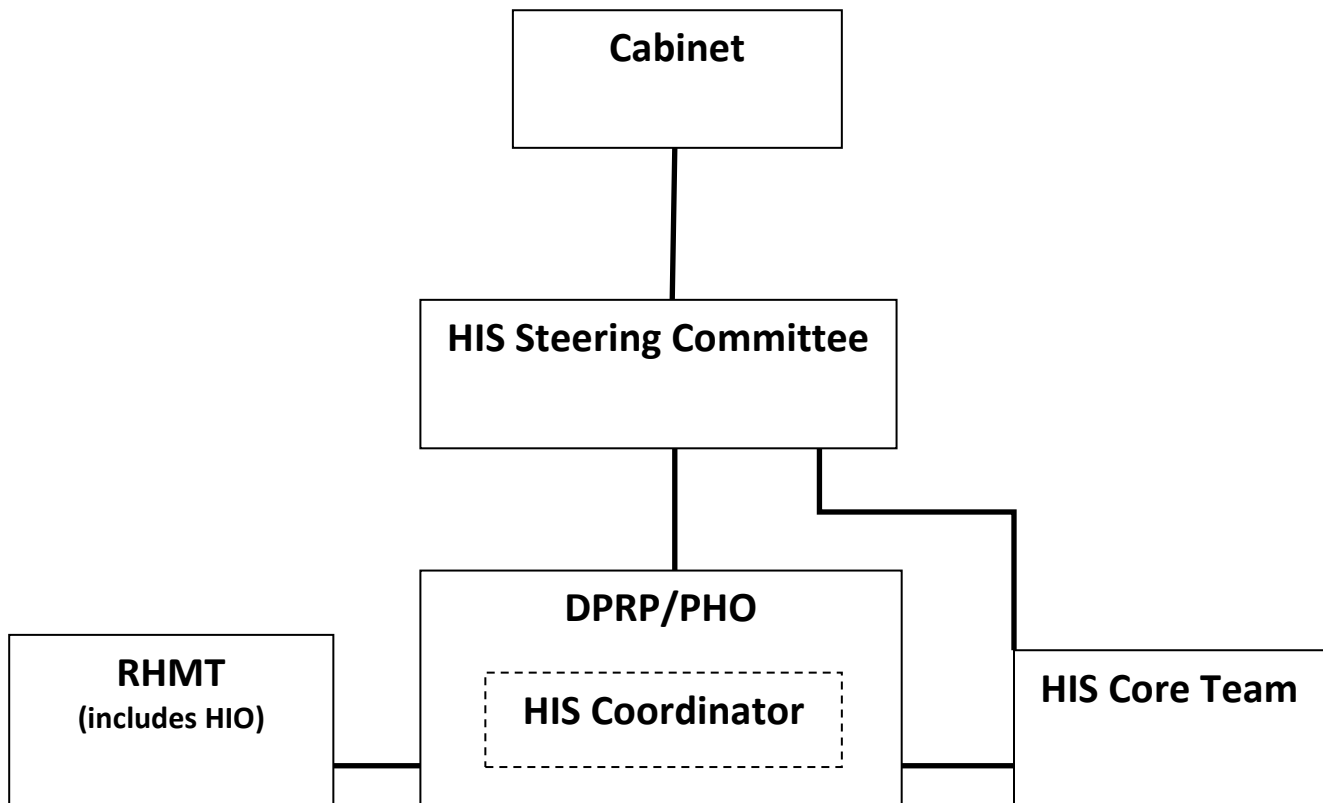 Cabinet
HIS Steering Committee
DPRP/PHO
HIS Coordinator
RHMT
(includes HIO)
HIS Core Team